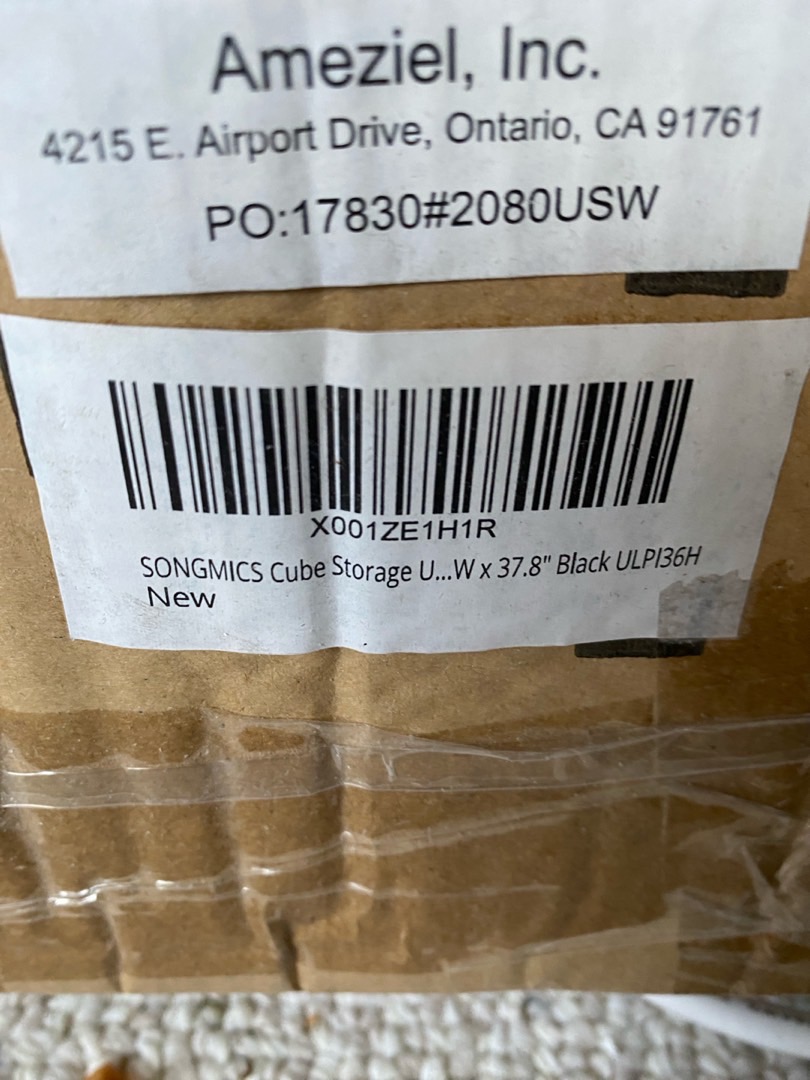 Ameziel, Inc.
4215 E. Airport Drive, Ontario, CA 91761
PO:17830#2080USW
X001ZE1H1R
SONGMICS Cube Storage U...W x 37.8" Black ULPI36H
New